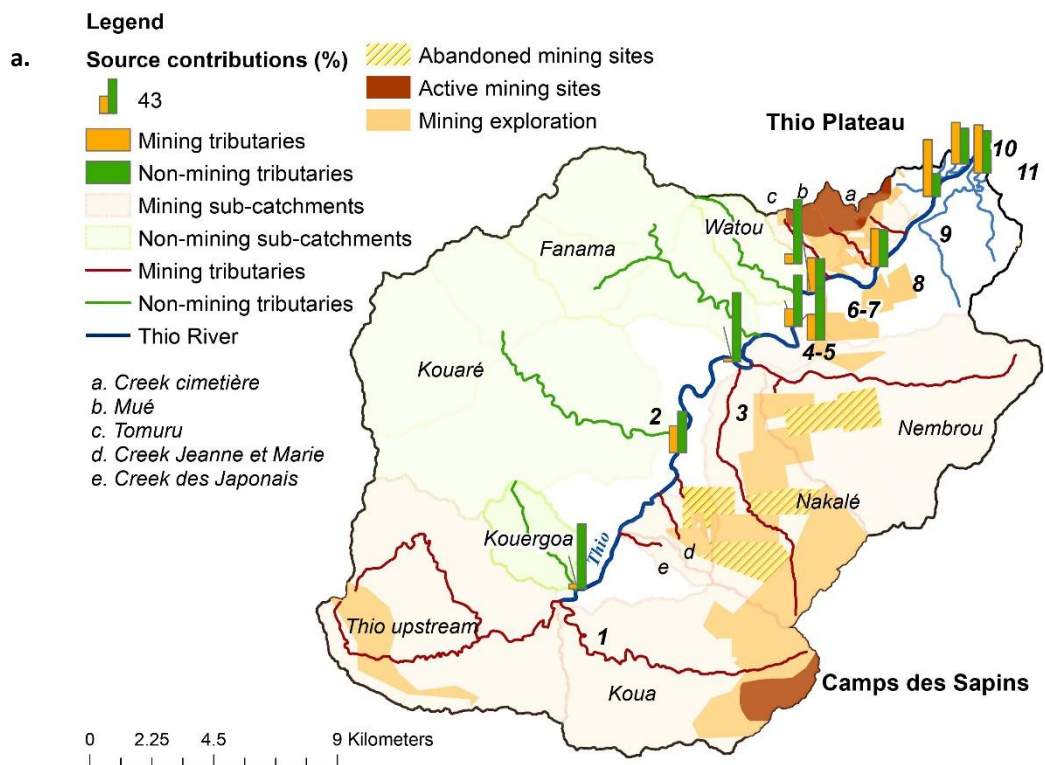 Legend
a.
Source contributions (%)
43
Mining tributaries
Non-mining tributaries
Mining sub-catchments
Non-mining sub-catchments
Mining tributaries
Non-mining tributaries
Thio River
Abandoned mining sites
Active mining sites
Mining exploration
a. Creek cimetière
b. Mué
c. Tomuru
d. Creek Jeanne et Marie
e. Creek des Japonais
Thio Plateau
10
11
c
b
a
Watou
Fanama
9
8
6-7
4-5
Kouaré
2
3
Nembrou
Nakalé
Kouergoa
Thio
d
e
Thio upstream
1
Koua
Camps des Sapins
0 2.25 4.5 9 Kilometers